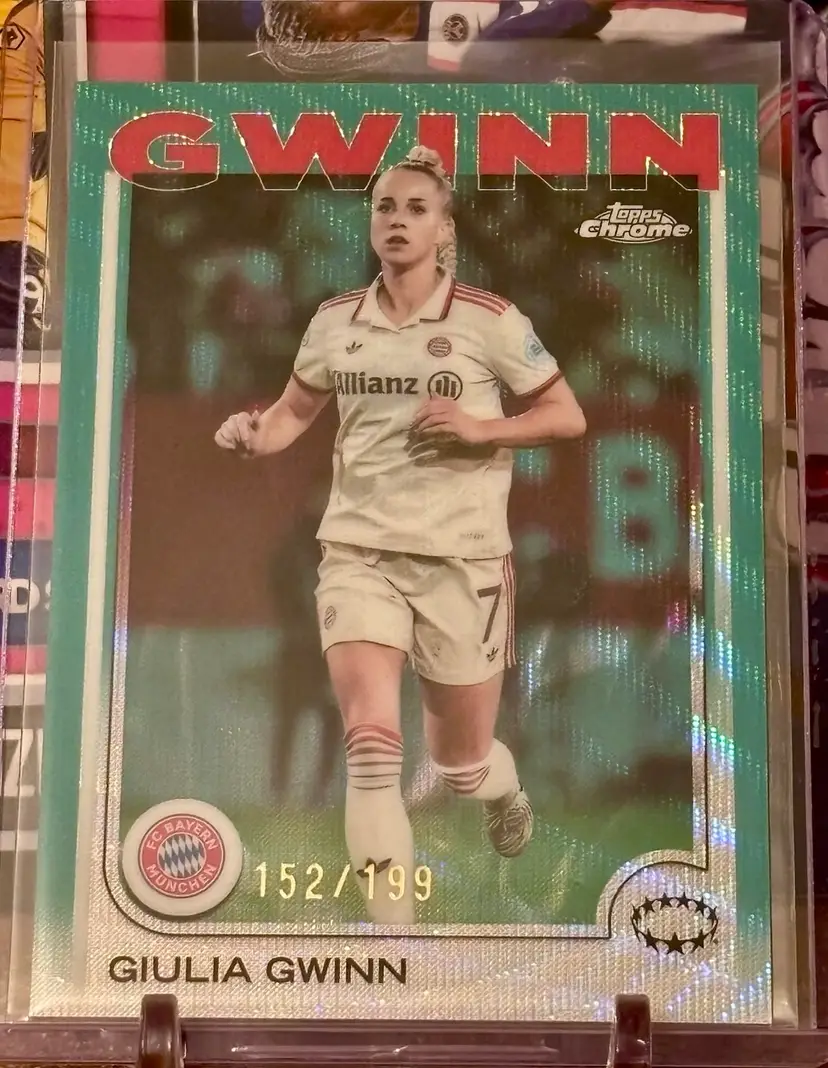 GWINN
Topps
Chrome
Allianz
7
FC BAYERN
MÜNCHEN
152/199
GIULIA GWINN